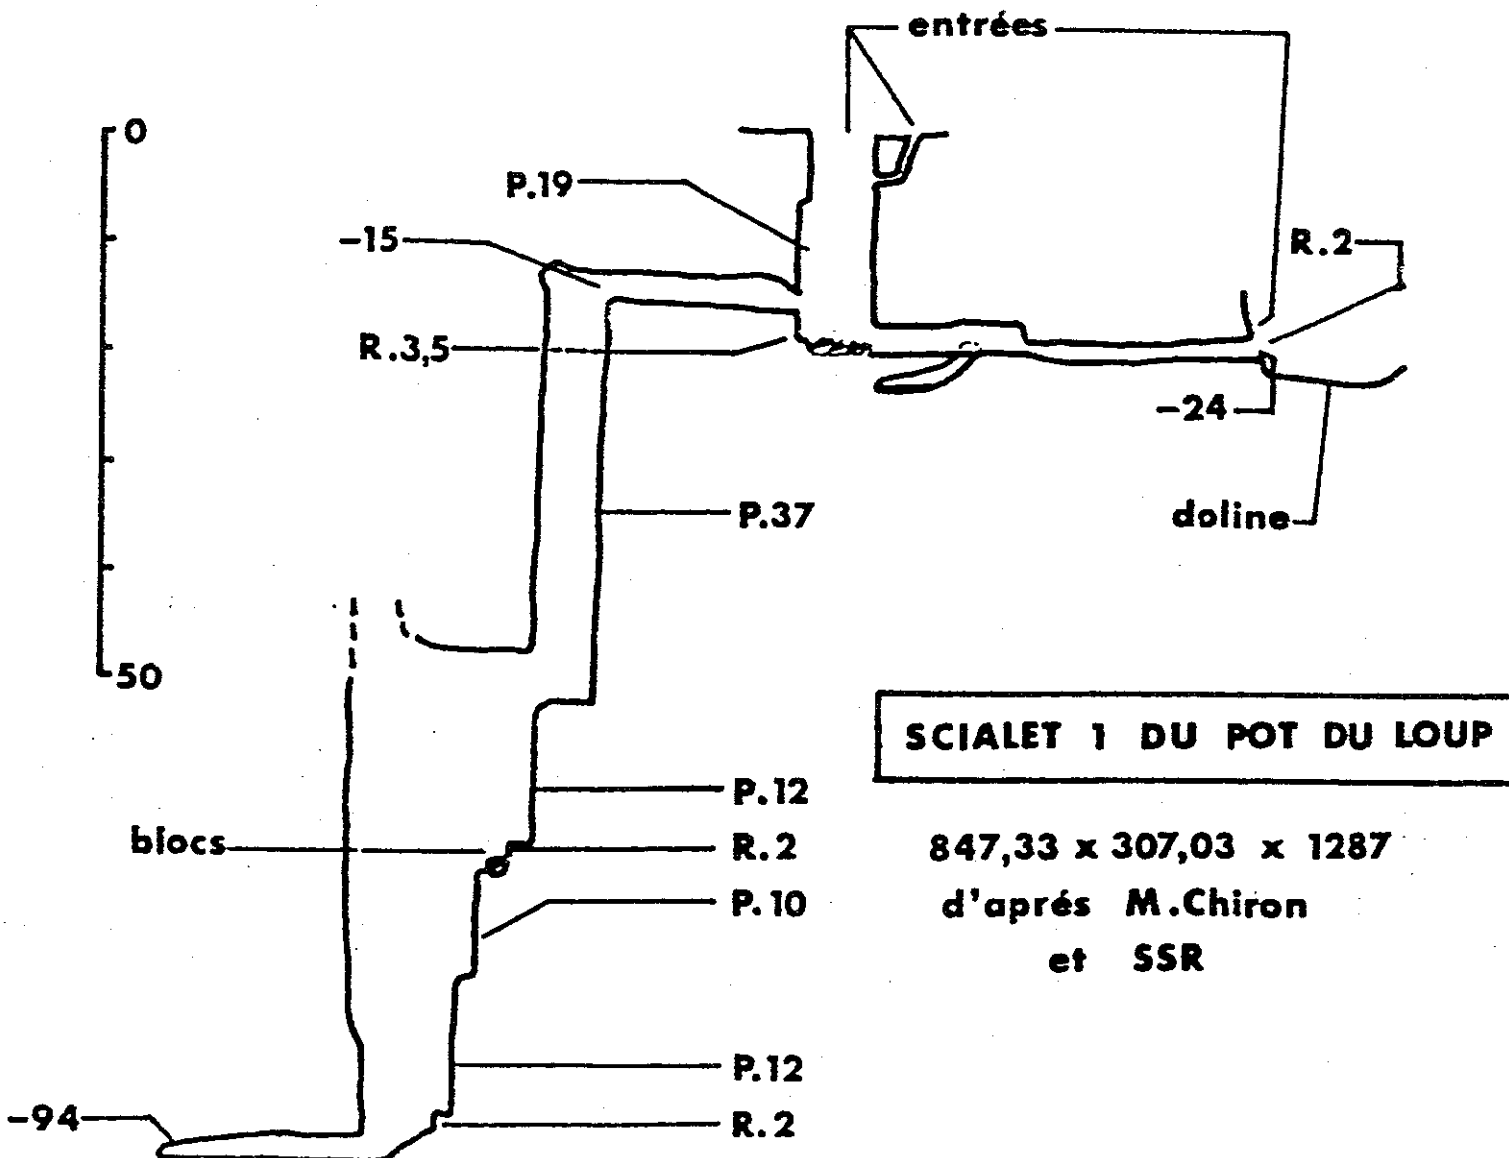 entrées
0
P.19
-15
R.2
R.3,5
-24
P.37
doline
50
SCIALET 1 DU POT DU LOUP
P.12
blocs
R.2
847,33 x 307,03 x 1287
P.10
d'aprés M.Chiron
et SSR
P.12
-94
R.2